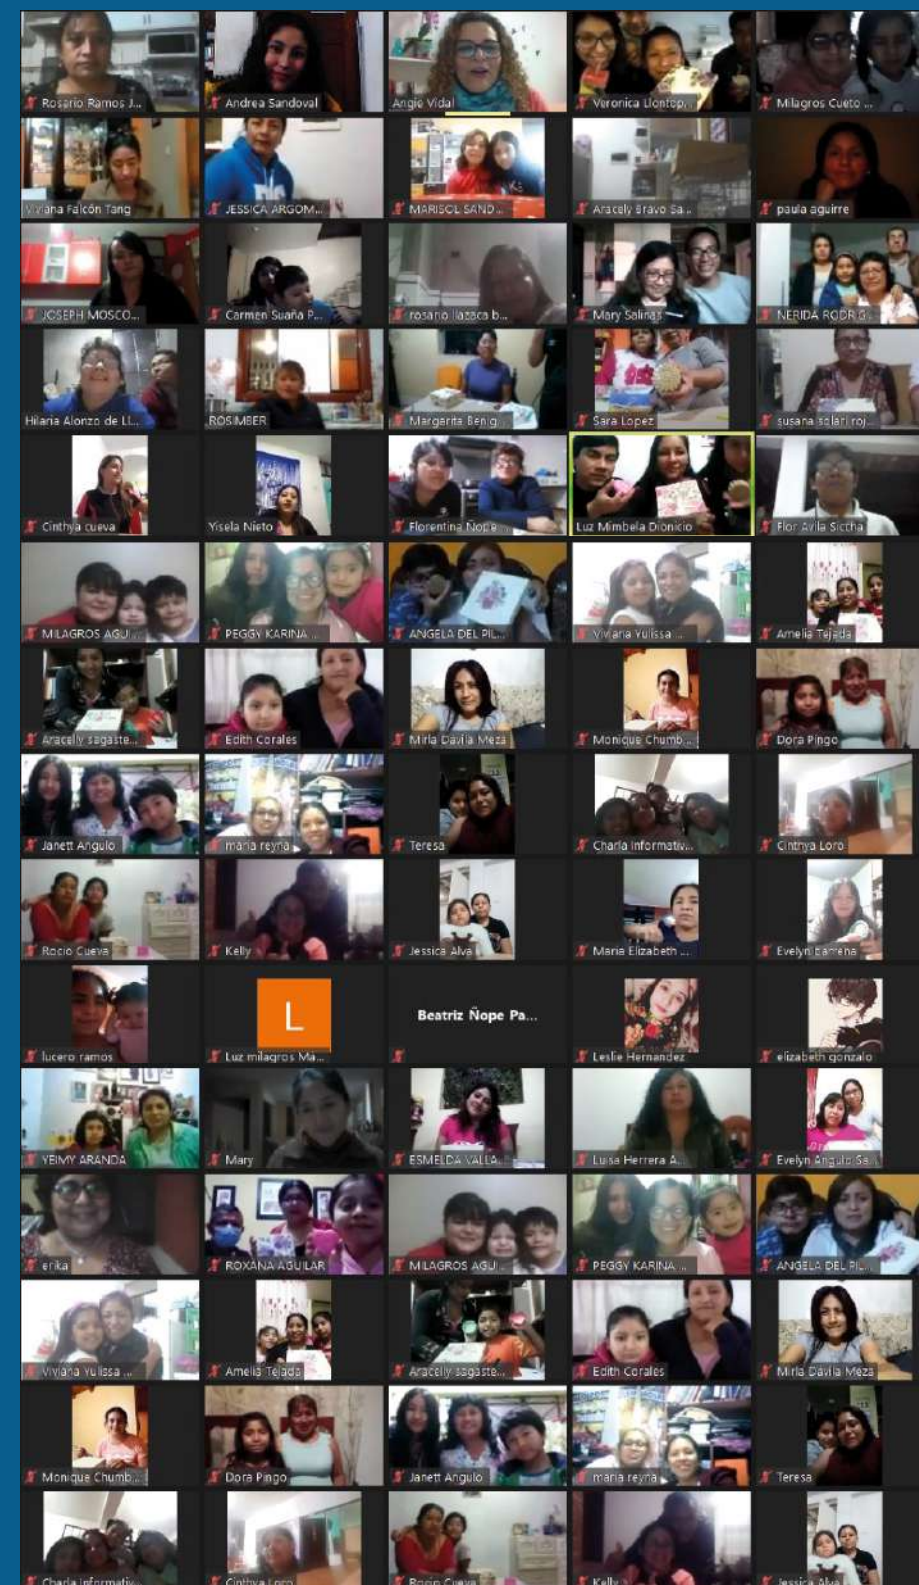 Rosario Ramos J...
Andrea Sandoval
Angie Vidal
Veronica Llontop...
Milagros Cueto ...
Viviana Falcón Tang
JESSICA ARGOM...
MARISOL SAND...
Aracely Bravo Sa...
paula aguirre
JOSEPH MOSCO...
Carmen Suaña P...
rosario llazaca b...
Mary Salinas
NERIDA RODRIG...
Hilaria Alonzo de Ll...
ROSIMBER
Margarita Benig...
Sara Lopez
susana solari roj...
Cinthya cueva
Yisela Nieto
Florentina Ñope ...
Luz Mimbela Dionicio
Flor Avila Siccha
MILAGROS AGUI...
PEGGY KARINA ...
ANGELA DEL PIL...
Viviana Yulissa ...
Amelia Tejada
Aracelly sagaste...
Edith Corales
Mirla Davila Meza
Monique Chumb...
Dora Pingo
Janett Angulo
maria reyna
Teresa
Charla Informativ...
Cinthya Loro
Rocio Cueva
Kelly
Jessica Alva
Maria Elizabeth ...
Evelyn barrena
lucero ramos
L
Luz milagros Ma...
Beatriz Ñope Pa...
Leslie Hernandez
elizabeth gonzalo
YEIMY ARANDA
Mary
ESMELDA VALLA...
Luisa Herrera A...
Evelyn Angulo Sa...
erika
ROXANA AGUILAR
MILAGROS AGUI...
PEGGY KARINA ...
ANGELA DEL PIL...
Viviana Yulissa ...
Amelia Tejada
Aracelly sagaste...
Edith Corales
Mirla Davila Meza
Monique Chumb...
Dora Pingo
Janett Angulo
maria reyna
Teresa
Charla Informativ...
Cinthya Loro
Rocio Cueva
Kelly
Jessica Alva